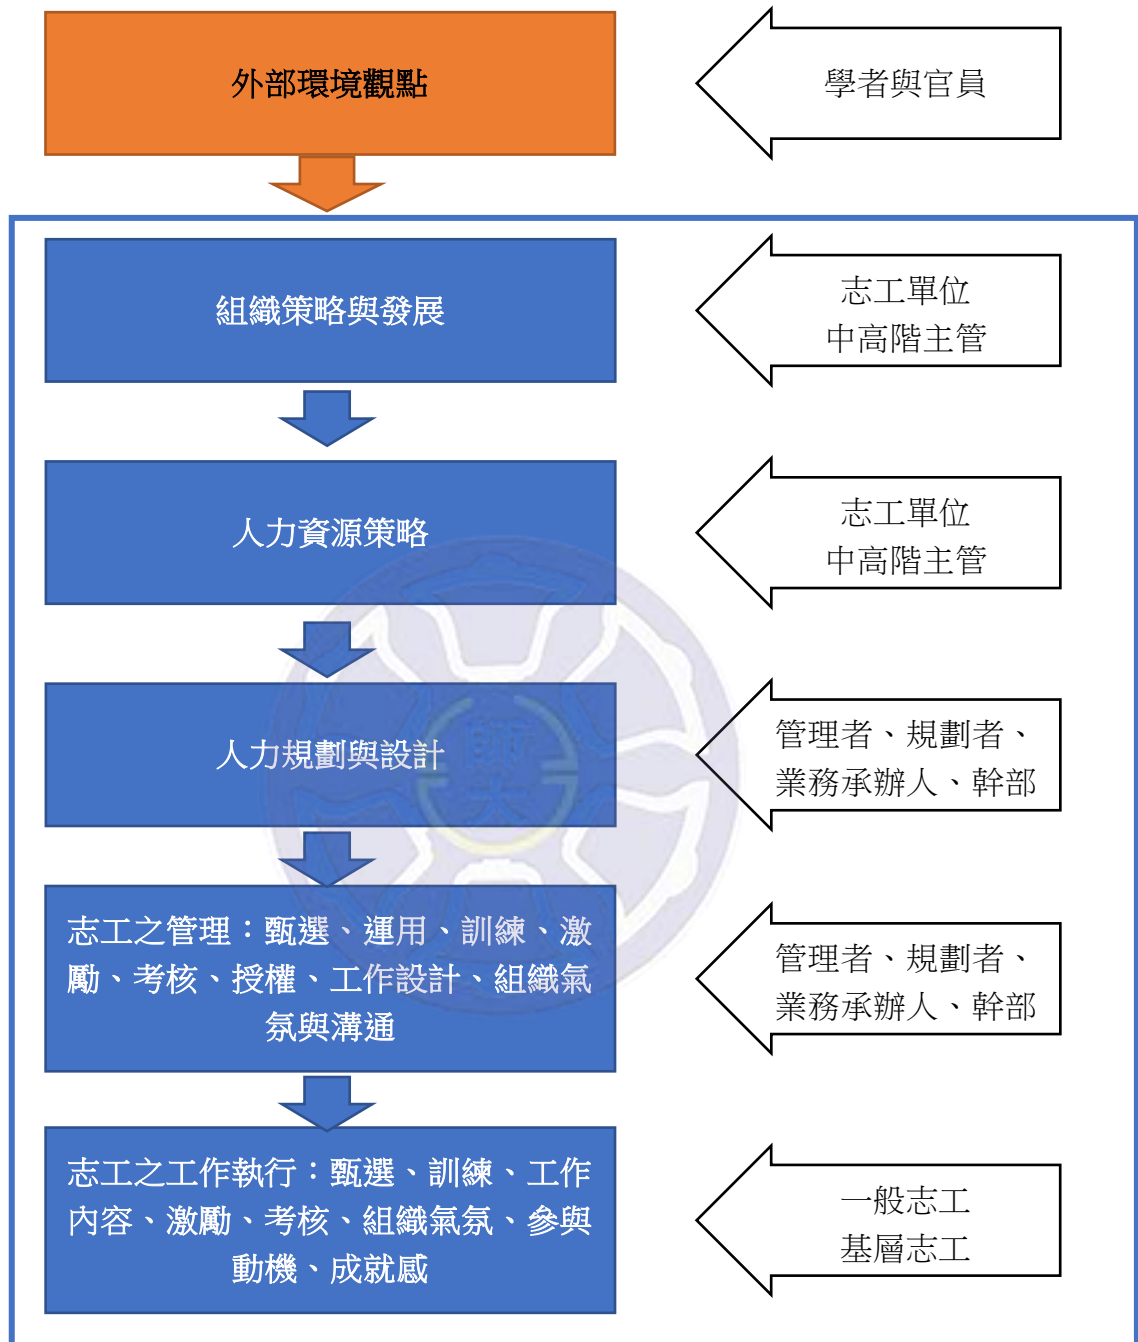 外部環境觀點
學者與官員
組織策略與發展
志工單位
中高階主管
人力資源策略
志工單位
中高階主管
人力規劃與設計
管理者、規劃者、
業務承辦人、幹部
師大
志工之管理：甄選、運用、訓練、激
勵、考核、授權、工作設計、組織氣
氛與溝通
管理者、規劃者、
業務承辦人、幹部
志工之工作執行：甄選、訓練、工作
內容、激勵、考核、組織氣氛、參與
動機、成就感
一般志工
基層志工